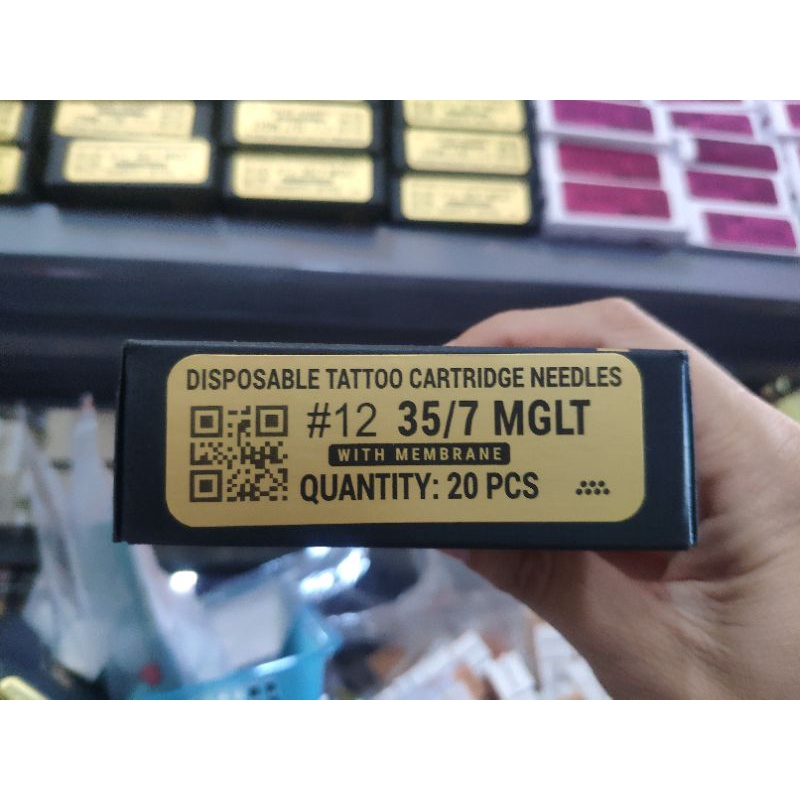 DISPOSABLE TATTOO CARTRIDGE NEEDLES
#12 35/7 MGLT
WITH MEMBRANE
QUANTITY: 20 PCS